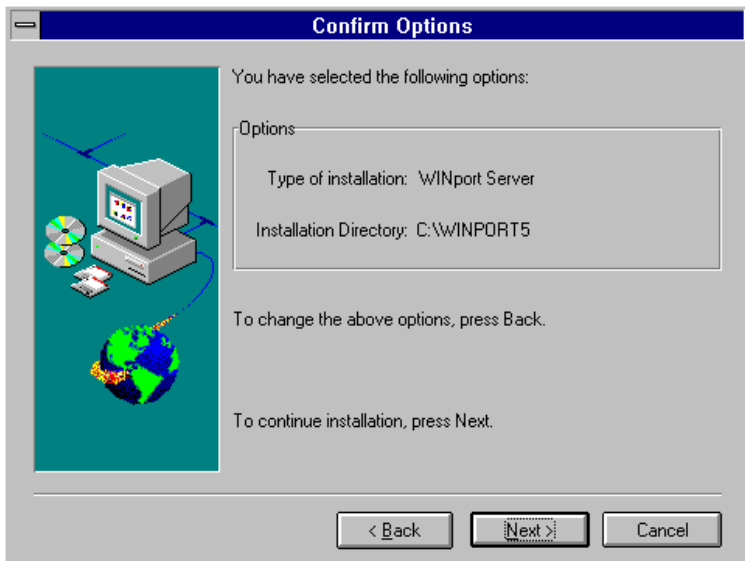 Confirm Options
You have selected the following options:
Options
Type of installation: WINport Server
Installation Directory: C:\WINPORT5
To change the above options, press Back.
To continue installation, press Next.
< Back Next > Cancel